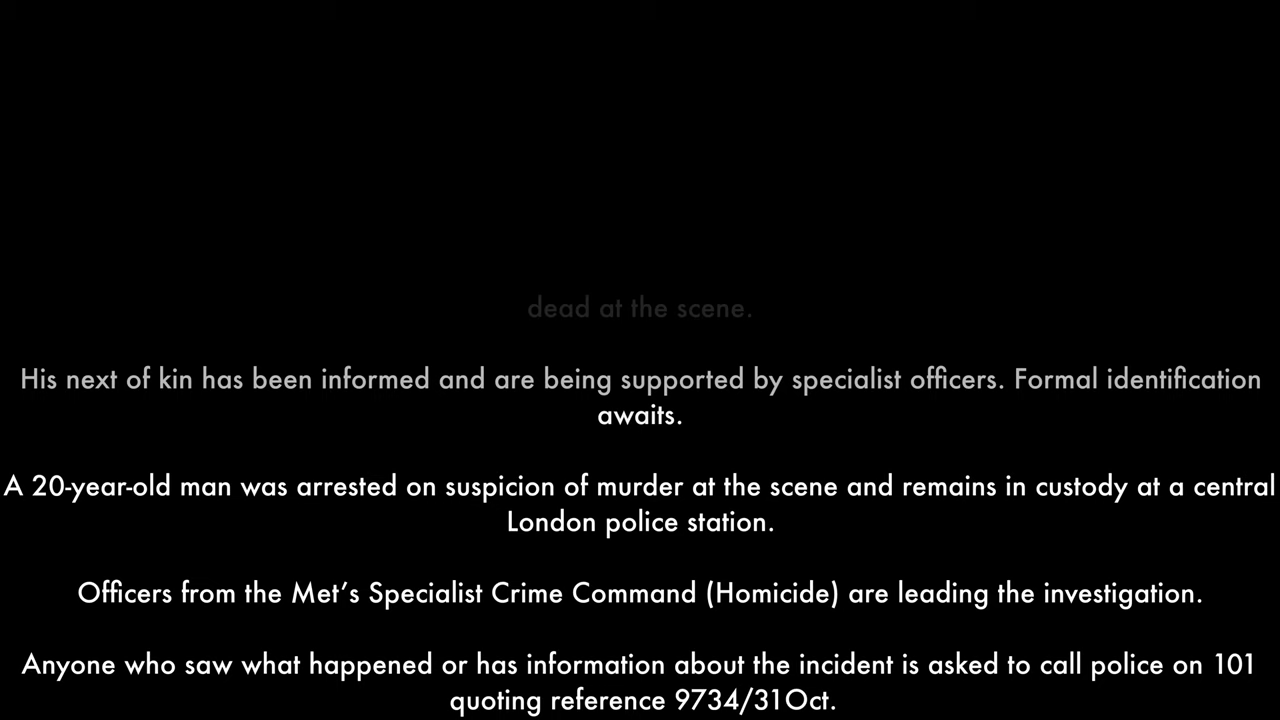 dead at the scene.
His next of kin has been informed and are being supported by specialist officers. Formal identification
awaits.
A 20-year-old man was arrested on suspicion of murder at the scene and remains in custody at a central
London police station.
Officers from the Met’s Specialist Crime Command (Homicide) are leading the investigation.
Anyone who saw what happened or has information about the incident is asked to call police on 101
quoting reference 9734/31Oct.